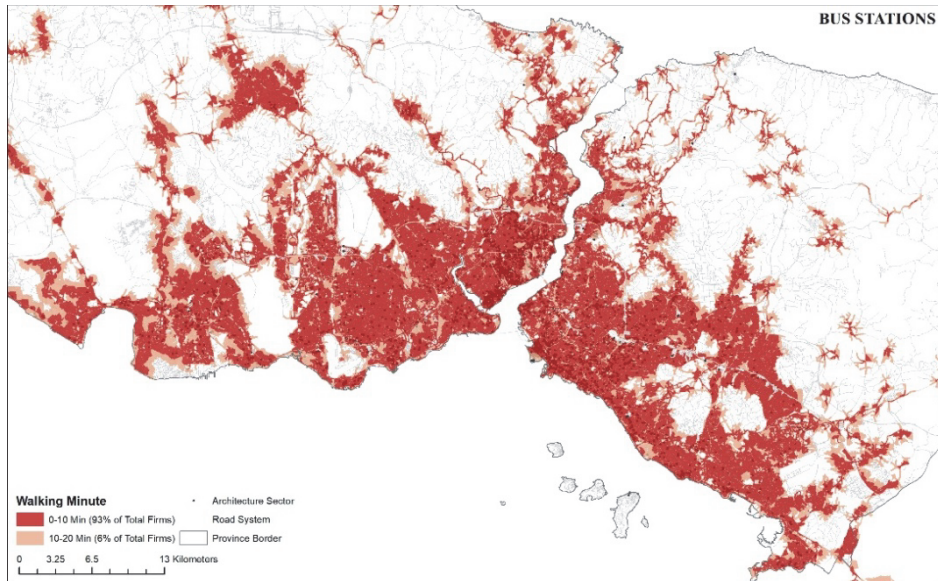 BUS STATIONS
Walking Minute
0-10 Min (93% of Total Firms)
10-20 Min (6% of Total Firms)
Architecture Sector
Road System
Province Border
0 3.25 6.5 13 Kilometers